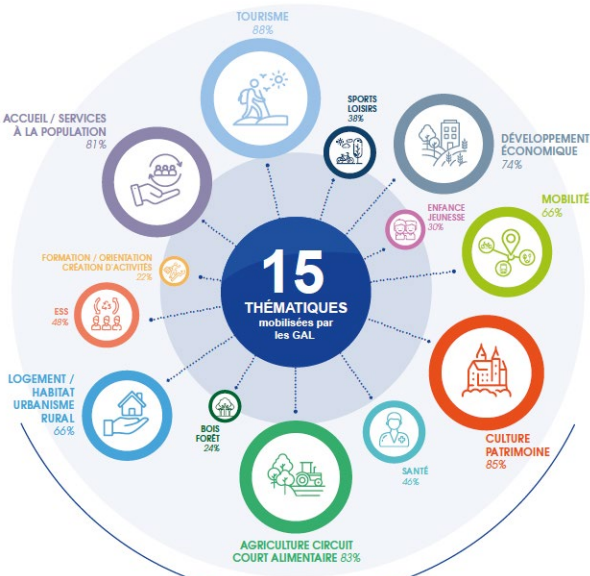 TOURISME
88%
SPORTS
LOISIRS
38%
ACCUEIL / SERVICES
À LA POPULATION
81%
DÉVELOPPEMENT
ÉCONOMIQUE
74%
ENFANCE
JEUNESSE
30%
MOBILITÉ
66%
FORMATION / ORIENTATION
CRÉATION D'ACTIVITÉS
22%
15
THÉMATIQUES
mobilisées par
les GAL
ESS
48%
LOGEMENT /
HABITAT
URBANISME
RURAL
66%
BOIS
FORÊT
24%
SANTÉ
46%
CULTURE
PATRIMOINE
85%
AGRICULTURE CIRCUIT
COURT ALIMENTAIRE 83%